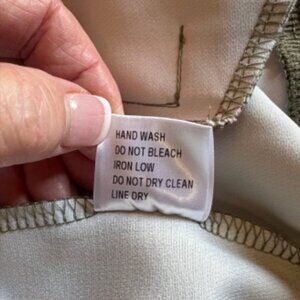 HAND WASH
DO NOT BLEACH
IRON LOW
DO NOT DRY CLEAN
LINE DRY